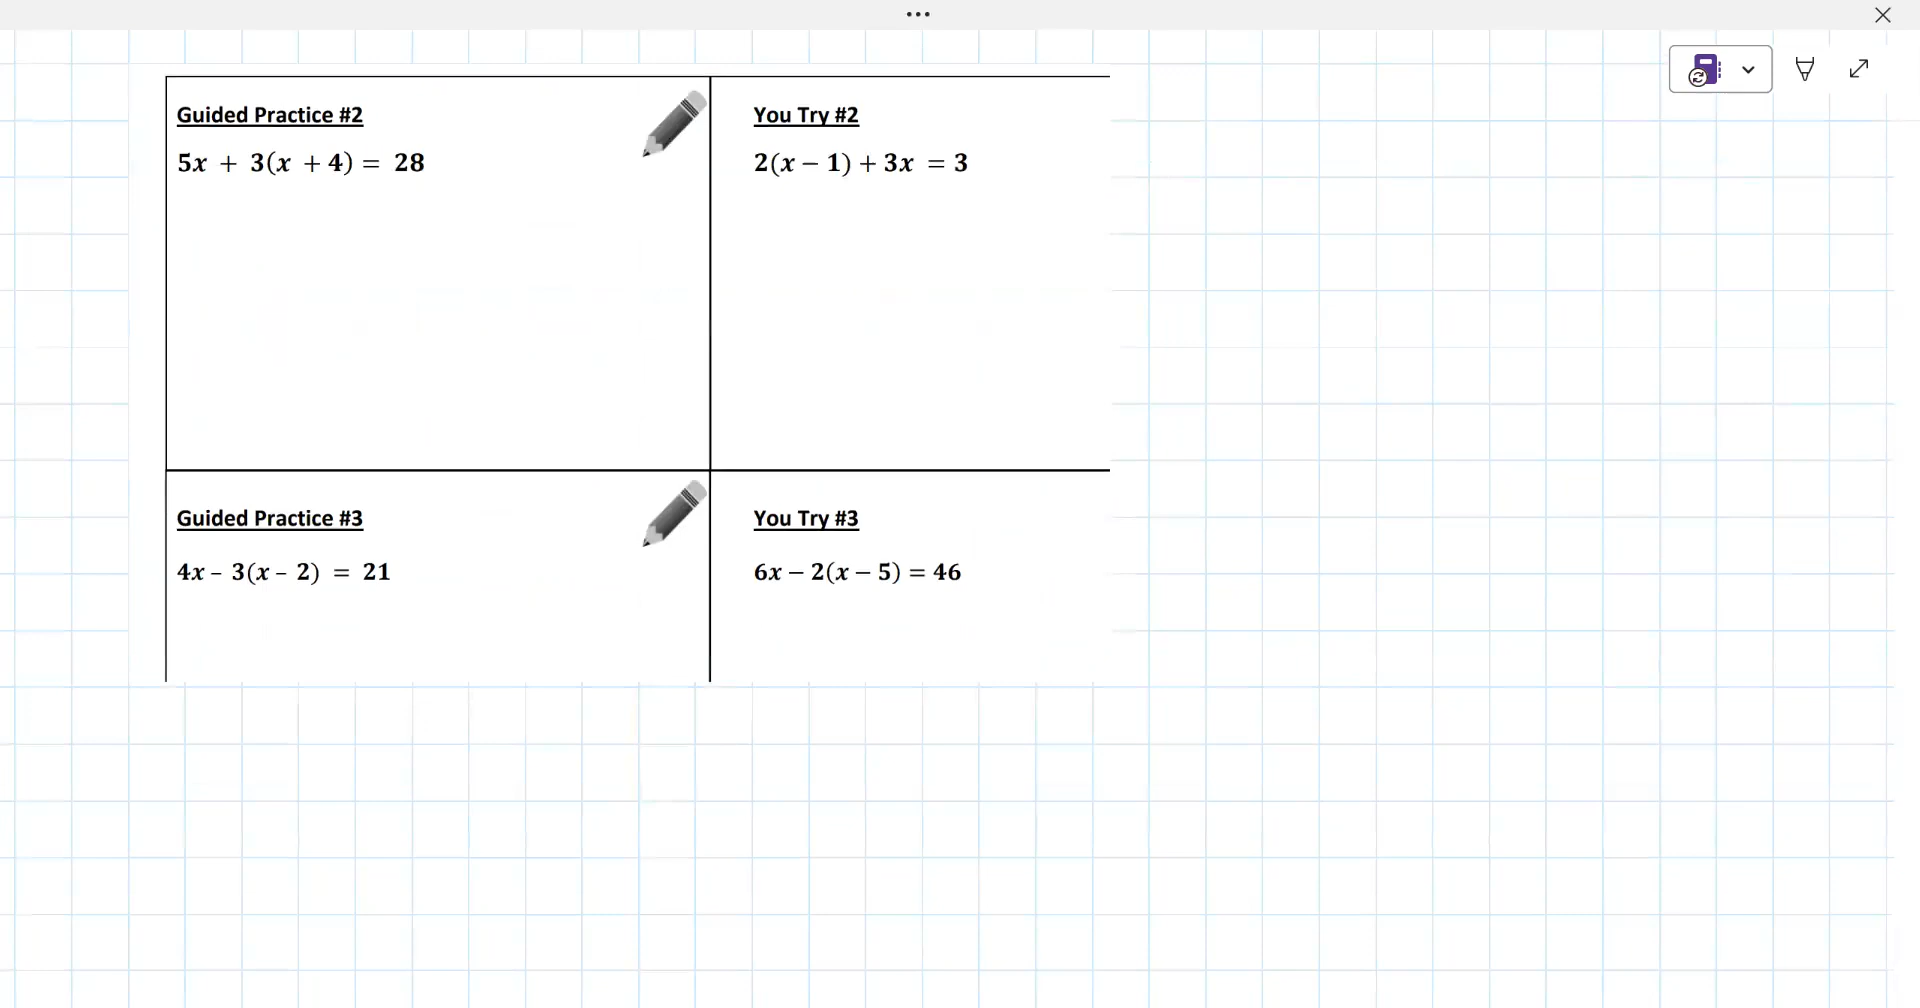 Guided Practice #2
5x + 3(x + 4) = 28
You Try #2
2(x − 1) + 3x = 3
Guided Practice #3
4x – 3(x – 2) = 21
You Try #3
6x − 2(x − 5) = 46